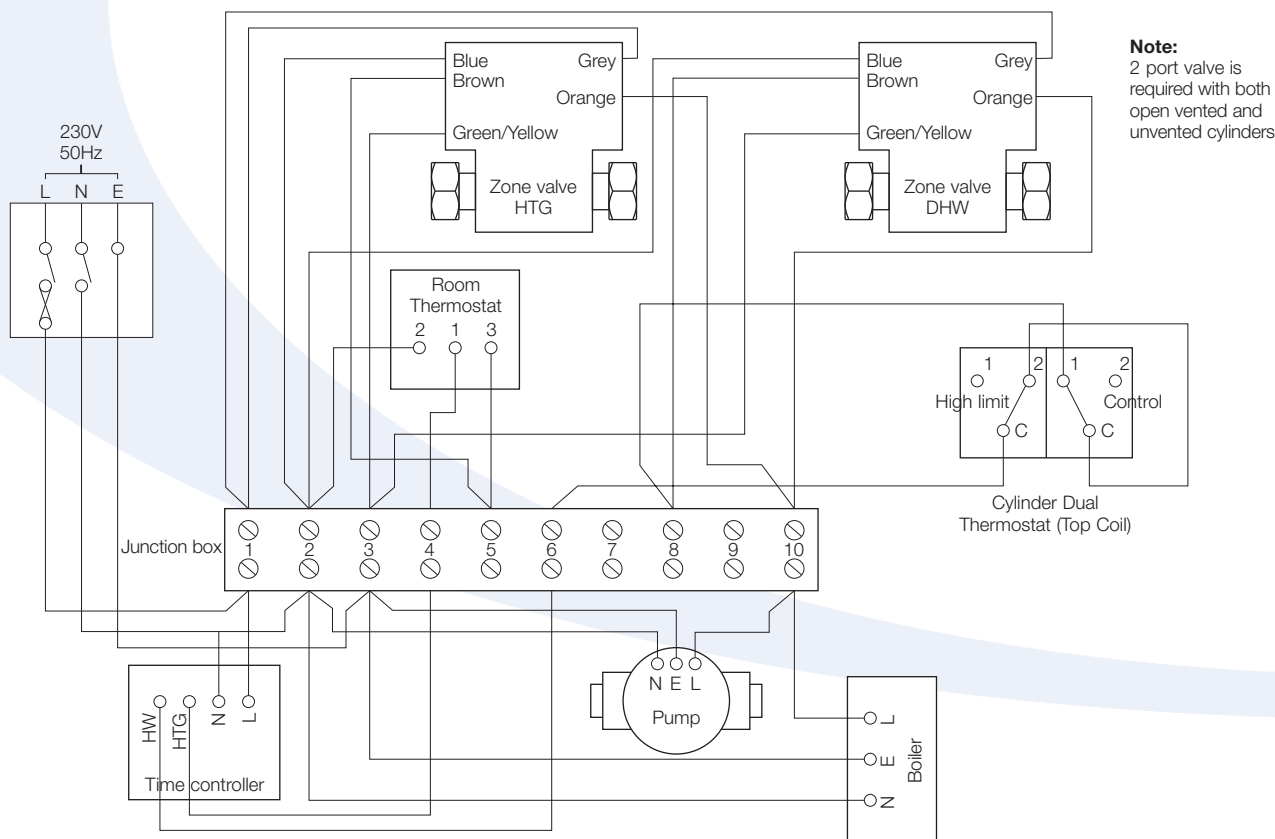 Note:
2 port valve is
required with both
open vented and
unvented cylinders
Blue
Grey
Brown
Orange
Green/Yellow
Zone valve
HTG
Blue
Grey
Brown
Orange
Green/Yellow
Zone valve
DHW
230V
50Hz
L N E
Room
Thermostat
2 1 3
1 2 1 2
High limit
Control
C C
Cylinder Dual
Thermostat (Top Coil)
Junction box
1 2 3 4 5 6 7 8 9 10
HW HTG N L
Time controller
N E L
Pump
L
E
N
Boiler